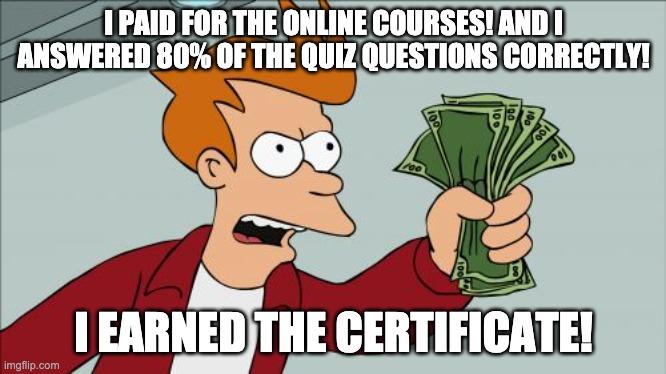 I PAID FOR THE ONLINE COURSES! AND I
ANSWERED 80% OF THE QUIZ QUESTIONS CORRECTLY!
I EARNED THE CERTIFICATE!
imgflip.com